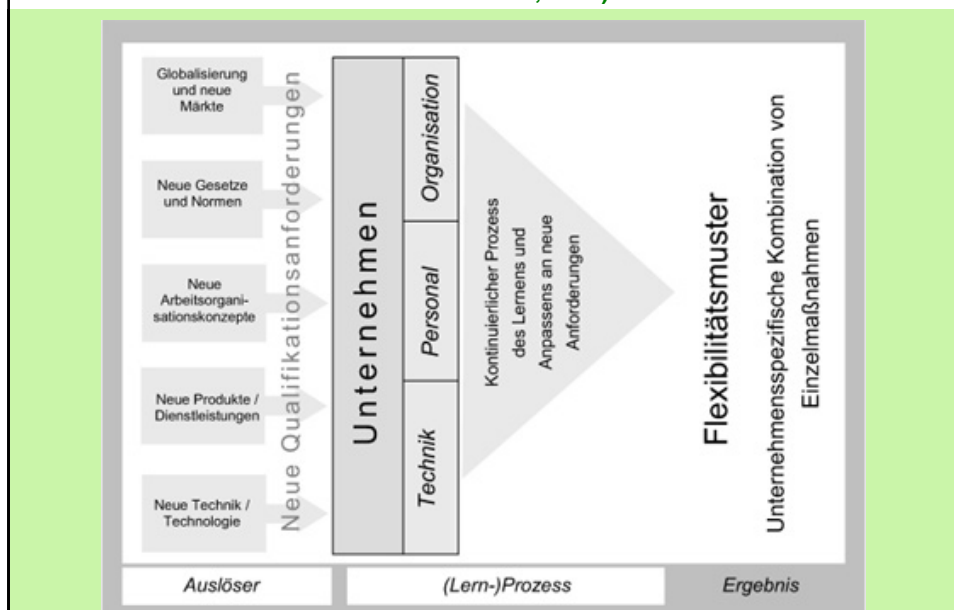 Globalisierung
und neue
Märkte
Neue Gesetze
und Normen
Neue
Arbeitsorgani-
sationskonzepte
Neue Produkte /
Dienstleistungen
Neue Technik /
Technologie
Neue Qualifikationsanforderungen
Unternehmen
Organisation
Personal
Technik
Kontinuierlicher Prozess
des Lernens und
Anpassens an neue
Anforderungen
Flexibilitätsmuster
Unternehmensspezifische Kombination von
Einzelmaßnahmen
Auslöser
(Lern-)Prozess
Ergebnis